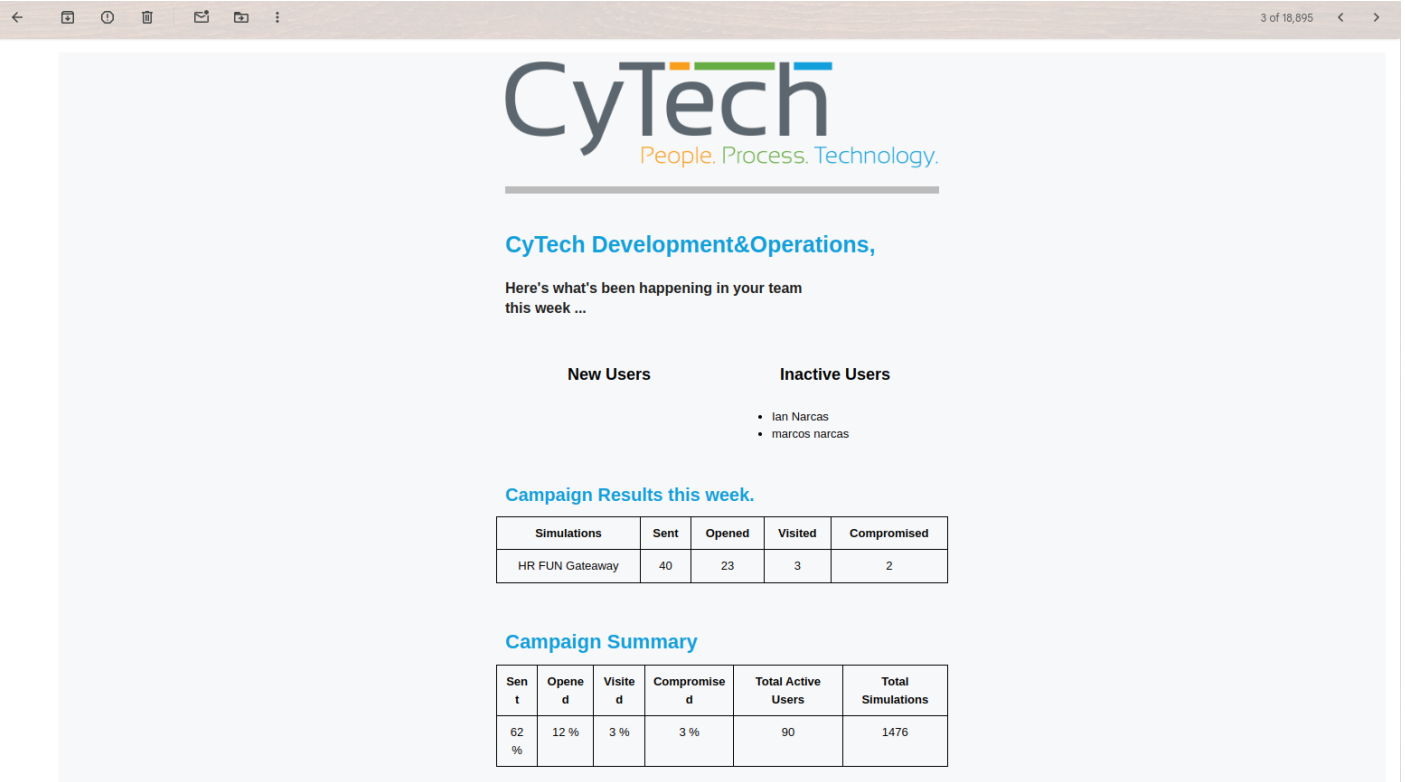 3 of 18,895
CyTech
People. Process. Technology.
CyTech Development&Operations,
Here's what's been happening in your team
this week ...
New Users
Inactive Users
• Ian Narcas
• marcos narcas
Campaign Results this week.
Simulations Sent Opened Visited Compromised
HR FUN Gateaway 40 23 3 2
Campaign Summary
Sen Opene Visite Compromise Total Active Total
t d d d Users Simulations
62 12 % 3 % 3 % 90 1476
%